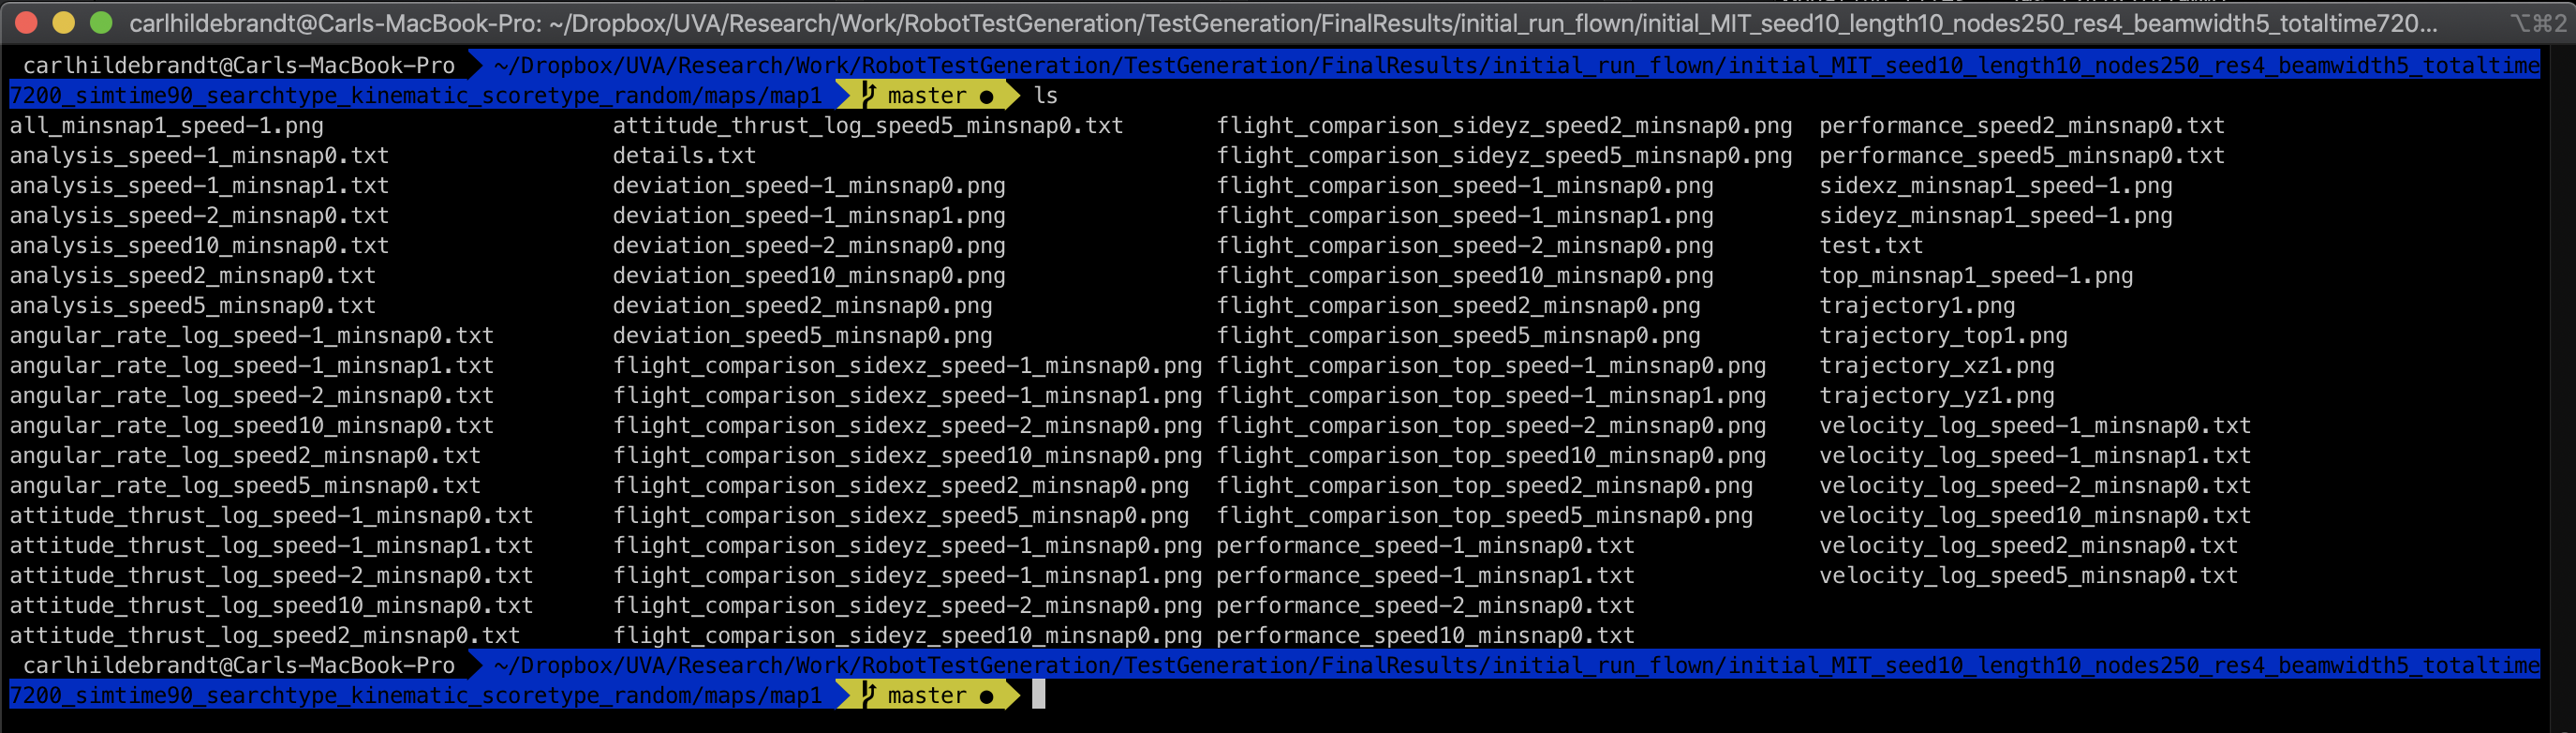 carlhildebrandt@Carls-MacBook-Pro: ~/Dropbox/UVA/Research/Work/RobotTestGeneration/TestGeneration/FinalResults/initial_run_flown/initial_MIT_seed10_length10_nodes250_res4_beamwidth5_totaltime720... ⌥⌘2
carlhildebrandt@Carls-MacBook-Pro ~/Dropbox/UVA/Research/Work/RobotTestGeneration/TestGeneration/FinalResults/initial_run_flown/initial_MIT_seed10_length10_nodes250_res4_beamwidth5_totaltime
7200_simtime90_searchtype_kinematic_scoretype_random/maps/map1 master ● ls
all_minsnap1_speed-1.png attitude_thrust_log_speed5_minsnap0.txt flight_comparison_sideyz_speed2_minsnap0.png performance_speed2_minsnap0.txt
analysis_speed-1_minsnap0.txt details.txt flight_comparison_sideyz_speed5_minsnap0.png performance_speed5_minsnap0.txt
analysis_speed-1_minsnap1.txt deviation_speed-1_minsnap0.png flight_comparison_speed-1_minsnap0.png sidexz_minsnap1_speed-1.png
analysis_speed-2_minsnap0.txt deviation_speed-1_minsnap1.png flight_comparison_speed-1_minsnap1.png sideyz_minsnap1_speed-1.png
analysis_speed10_minsnap0.txt deviation_speed-2_minsnap0.png flight_comparison_speed-2_minsnap0.png test.txt
analysis_speed2_minsnap0.txt deviation_speed10_minsnap0.png flight_comparison_speed10_minsnap0.png top_minsnap1_speed-1.png
analysis_speed5_minsnap0.txt deviation_speed2_minsnap0.png flight_comparison_speed2_minsnap0.png trajectory1.png
angular_rate_log_speed-1_minsnap0.txt deviation_speed5_minsnap0.png flight_comparison_speed5_minsnap0.png trajectory_top1.png
angular_rate_log_speed-1_minsnap1.txt flight_comparison_sidexz_speed-1_minsnap0.png flight_comparison_top_speed-1_minsnap0.png trajectory_xz1.png
angular_rate_log_speed-2_minsnap0.txt flight_comparison_sidexz_speed-1_minsnap1.png flight_comparison_top_speed-1_minsnap1.png trajectory_yz1.png
angular_rate_log_speed10_minsnap0.txt flight_comparison_sidexz_speed-2_minsnap0.png flight_comparison_top_speed-2_minsnap0.png velocity_log_speed-1_minsnap0.txt
angular_rate_log_speed2_minsnap0.txt flight_comparison_sidexz_speed10_minsnap0.png flight_comparison_top_speed10_minsnap0.png velocity_log_speed-1_minsnap1.txt
angular_rate_log_speed5_minsnap0.txt flight_comparison_sidexz_speed2_minsnap0.png flight_comparison_top_speed2_minsnap0.png velocity_log_speed-2_minsnap0.txt
attitude_thrust_log_speed-1_minsnap0.txt flight_comparison_sidexz_speed5_minsnap0.png flight_comparison_top_speed5_minsnap0.png velocity_log_speed10_minsnap0.txt
attitude_thrust_log_speed-1_minsnap1.txt flight_comparison_sideyz_speed-1_minsnap0.png performance_speed-1_minsnap0.txt velocity_log_speed2_minsnap0.txt
attitude_thrust_log_speed-2_minsnap0.txt flight_comparison_sideyz_speed-1_minsnap1.png performance_speed-1_minsnap1.txt velocity_log_speed5_minsnap0.txt
attitude_thrust_log_speed10_minsnap0.txt flight_comparison_sideyz_speed-2_minsnap0.png performance_speed-2_minsnap0.txt
attitude_thrust_log_speed2_minsnap0.txt flight_comparison_sideyz_speed10_minsnap0.png performance_speed10_minsnap0.txt
carlhildebrandt@Carls-MacBook-Pro ~/Dropbox/UVA/Research/Work/RobotTestGeneration/TestGeneration/FinalResults/initial_run_flown/initial_MIT_seed10_length10_nodes250_res4_beamwidth5_totaltime
7200_simtime90_searchtype_kinematic_scoretype_random/maps/map1 master ●